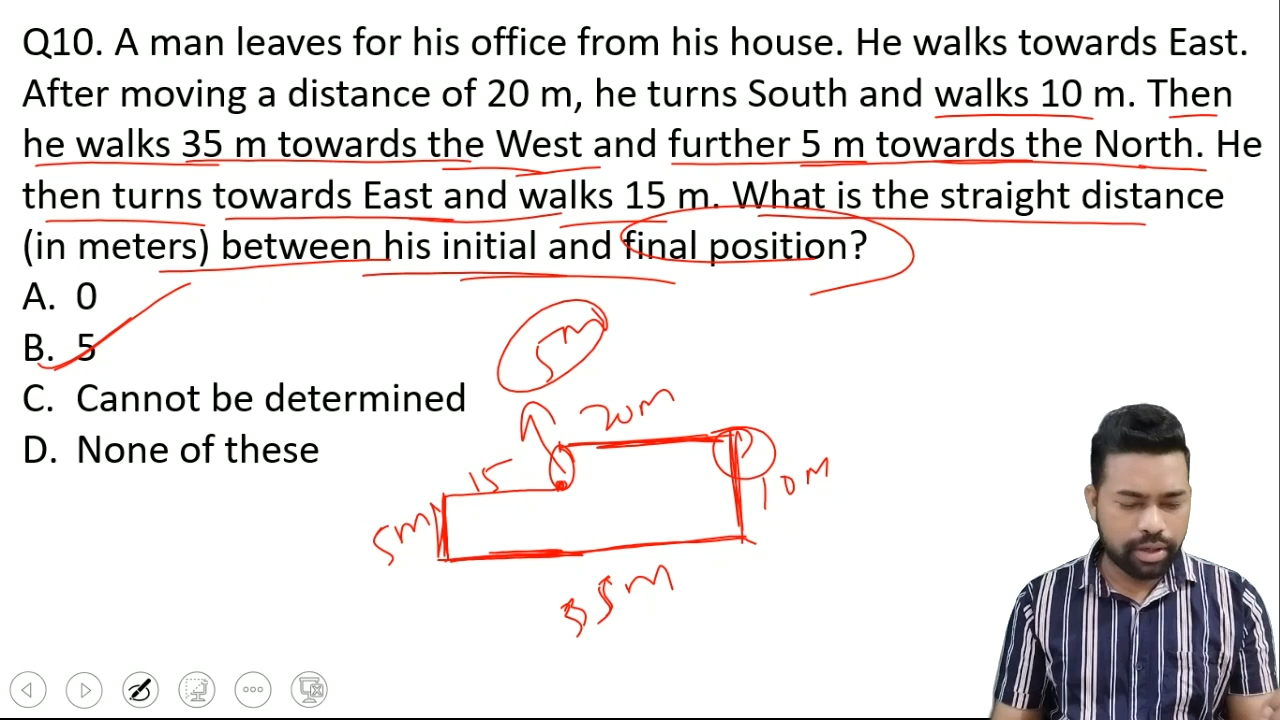 Q10. A man leaves for his office from his house. He walks towards East.
After moving a distance of 20 m, he turns South and walks 10 m. Then
he walks 35 m towards the West and further 5 m towards the North. He
then turns towards East and walks 15 m. What is the straight distance
(in meters) between his initial and final position?
A. 0
B. 5
C. Cannot be determined
D. None of these
5m
20m
15
10m
5m
35m